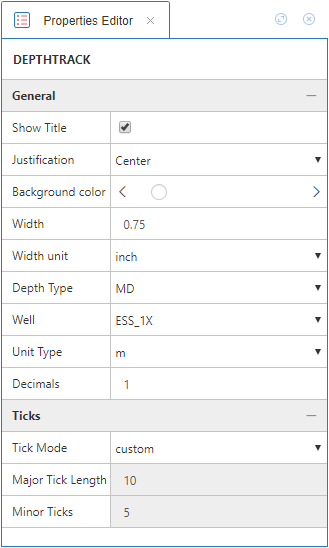 Properties Editor
DEPTHTRACK
General
Show Title
Justification Center
Background color
Width 0.75
Width unit inch
Depth Type MD
Well ESS_1X
Unit Type m
Decimals 1
Ticks
Tick Mode custom
Major Tick Length 10
Minor Ticks 5